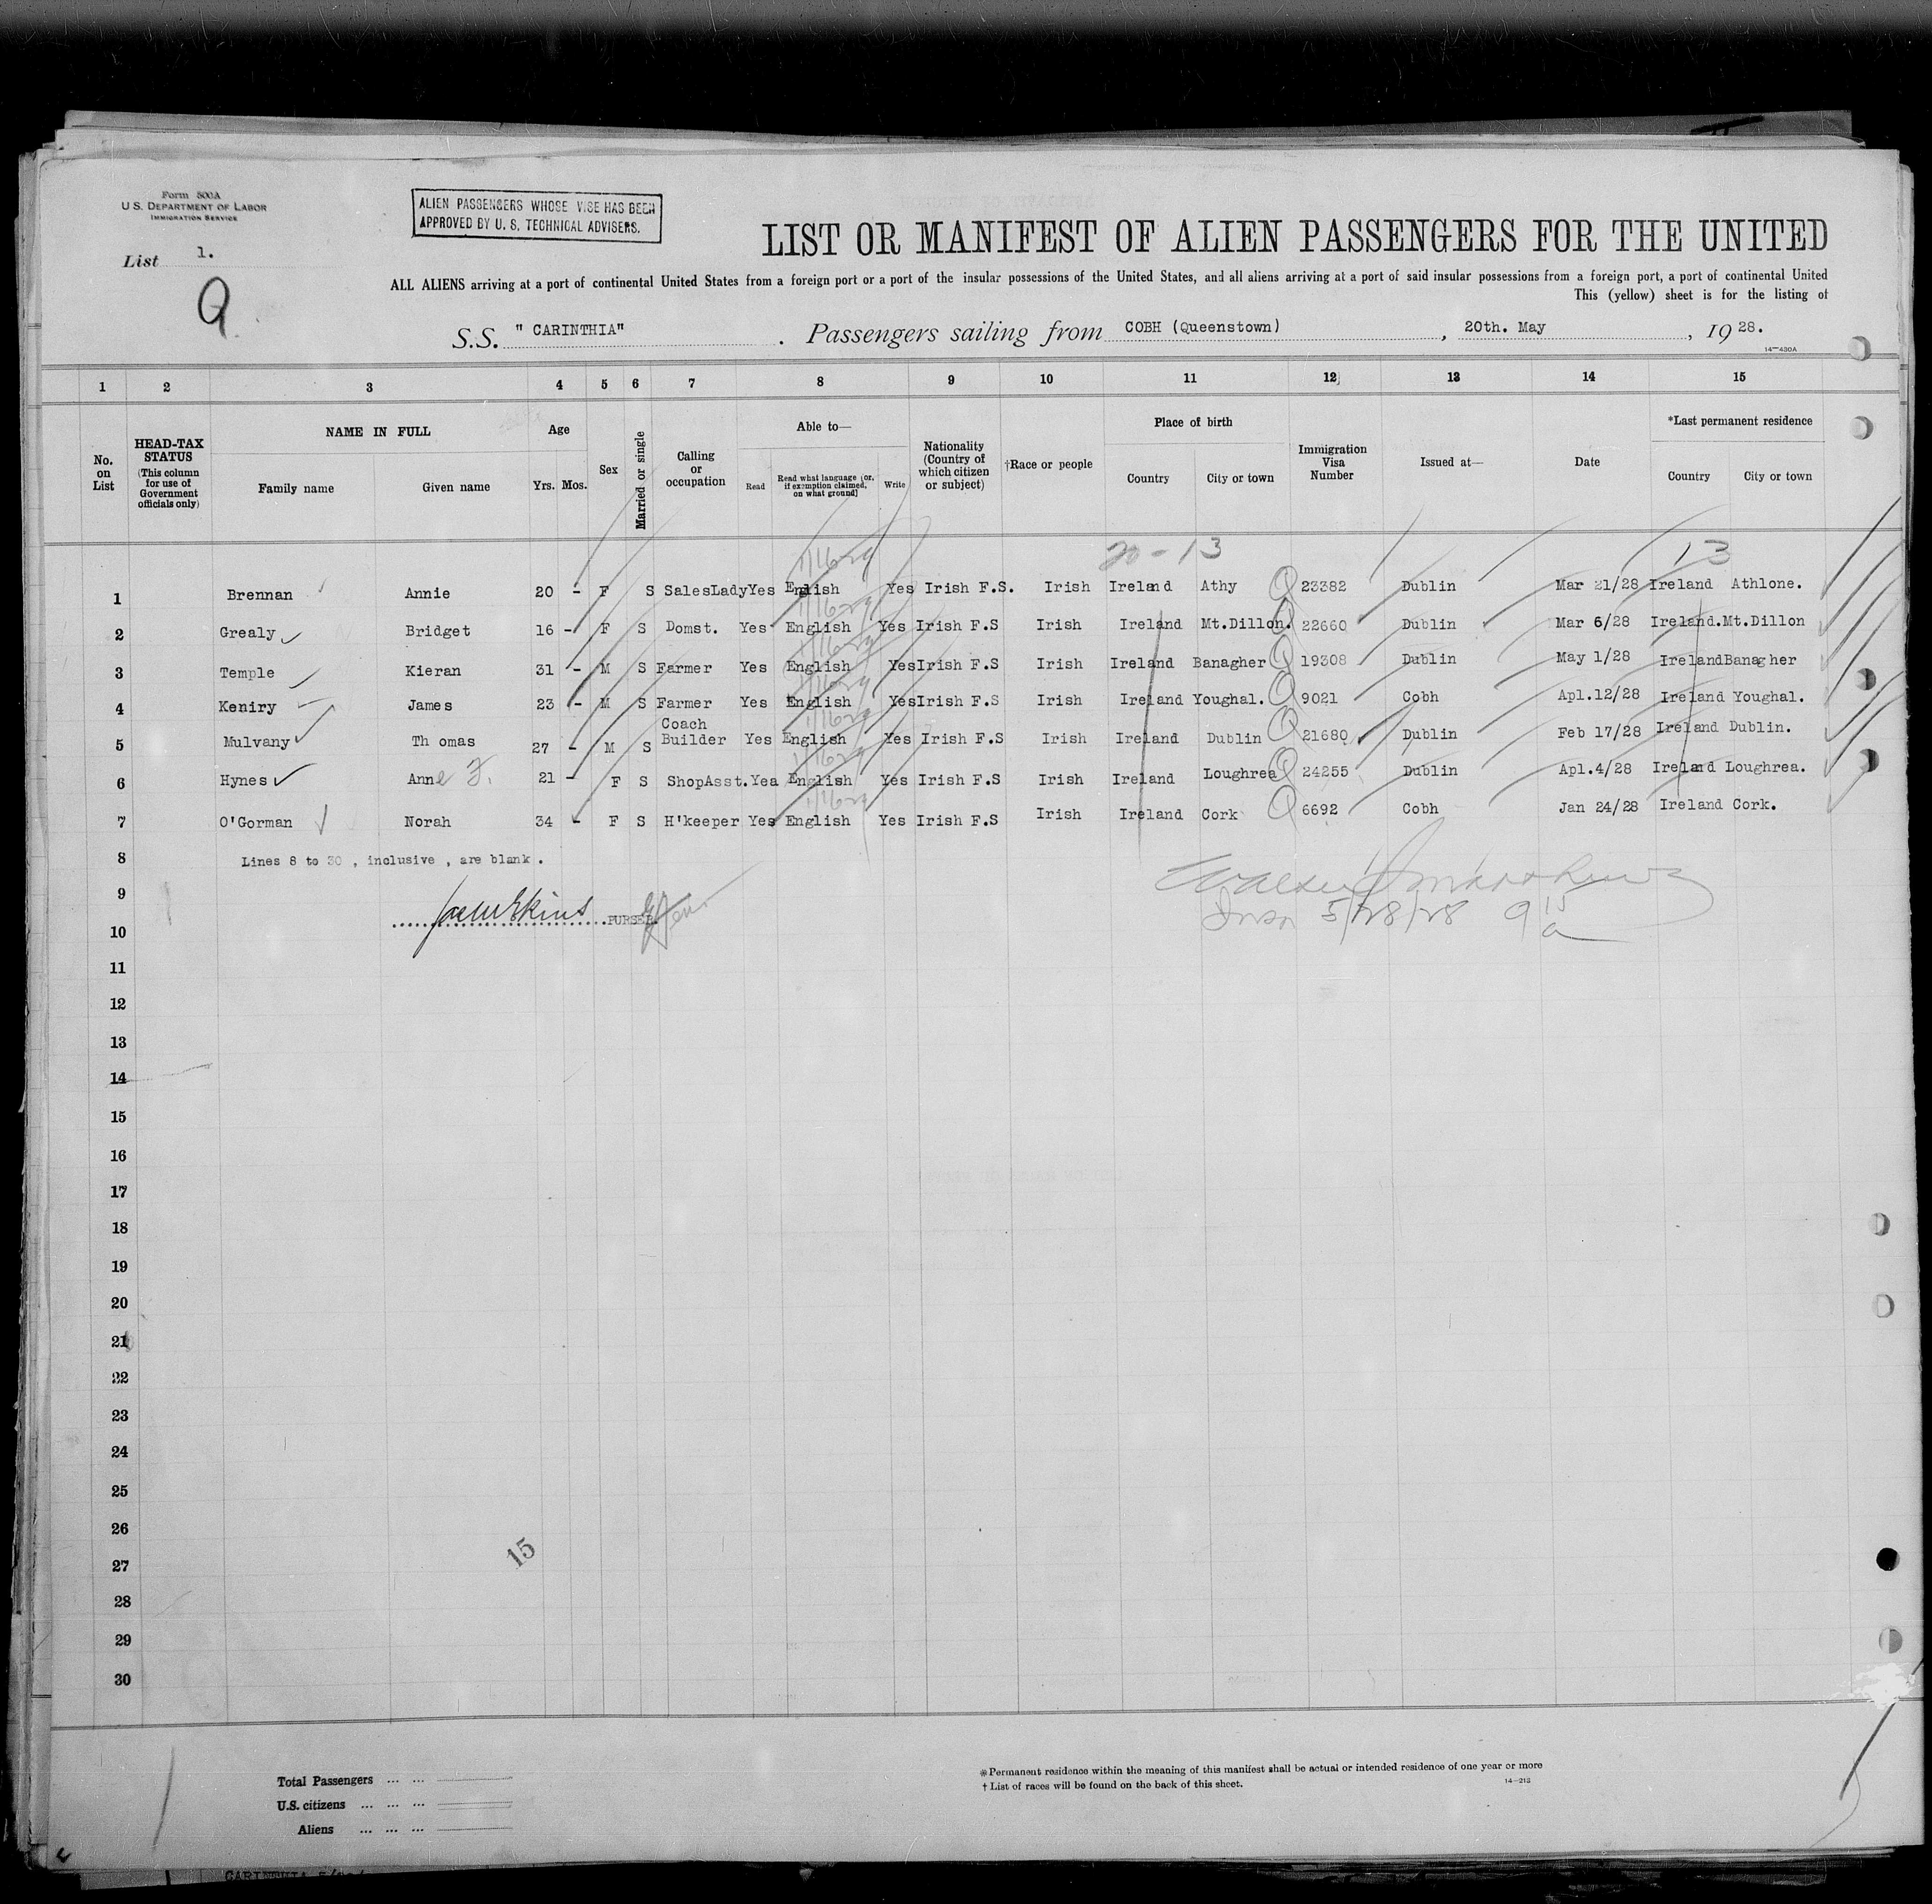 Form 500A
U.S. DEPARTMENT OF LABOR
IMMIGRATION SERVICE
ALIEN PASSENGERS WHOSE VISE HAS BEEN
APPROVED BY U. S. TECHNICAL ADVISERS.
List 1.
Q
LIST OR MANIFEST OF ALIEN PASSENGERS FOR THE UNITED
ALL ALIENS arriving at a port of continental United States from a foreign port or a port of the insular possessions of the United States, and all aliens arriving at a port of said insular possessions from a foreign port, a port of continental United
This (yellow) sheet is for the listing of
S.S. " CARINTHIA" . Passengers sailing from COBH (Queenstown) , 20th. May , 19 28.
14—430A
1 2 3 4 5 6 7 8 9 10 11 12 13 14 15
No. on List
HEAD-TAX STATUS (This column for use of Government officials only)
NAME IN FULL
Family name Given name
Age
Yrs. Mos.
Sex
Married or single
Calling or occupation
Able to—
Read Read what language (or, if exemption claimed, on what ground) Write
Nationality (Country of which citizen or subject)
†Race or people
Place of birth
Country City or town
Immigration Visa Number
Issued at—
Date
*Last permanent residence
Country City or town
20 - 13 13
1 Brennan Annie 20 - F S SalesLady Yes English Yes Irish F.S. Irish Ireland Athy Q 23382 Dublin Mar 21/28 Ireland Athlone.
2 Grealy Bridget 16 - F S Domst. Yes English Yes Irish F.S Irish Ireland Mt.Dillon. Q 22660 Dublin Mar 6/28 Ireland. Mt.Dillon
3 Temple Kieran 31 - M S Farmer Yes English Yes Irish F.S Irish Ireland Banagher Q 19308 Dublin May 1/28 Ireland Banagher
4 Keniry James 23 - M S Farmer Yes English Yes Irish F.S Irish Ireland Youghal. Q 9021 Cobh Apl.12/28 Ireland Youghal.
5 Mulvany Th omas 27 - M S Coach Builder Yes English Yes Irish F.S Irish Ireland Dublin Q 21680 Dublin Feb 17/28 Ireland Dublin.
6 Hynes Anne F. 21 - F S ShopAsst. Yea English Yes Irish F.S Irish Ireland Loughrea Q 24255 Dublin Apl.4/28 Ireland Loughrea.
7 O'Gorman Norah 34 - F S H'keeper Yes English Yes Irish F.S Irish Ireland Cork Q 6692 Cobh Jan 24/28 Ireland Cork.
8 Lines 8 to 30 , inclusive , are blank .
9
PURSER.
5/28/28 9 15 a
10
11
12
13
14
15
16
17
18
19
20
21
22
23
24
25
26
27
28
29
30
15
Total Passengers ... ...
U.S. citizens ... ... ...
Aliens ... ... ...
*Permanent residence within the meaning of this manifest shall be actual or intended residence of one year or more
† List of races will be found on the back of this sheet.
14—213